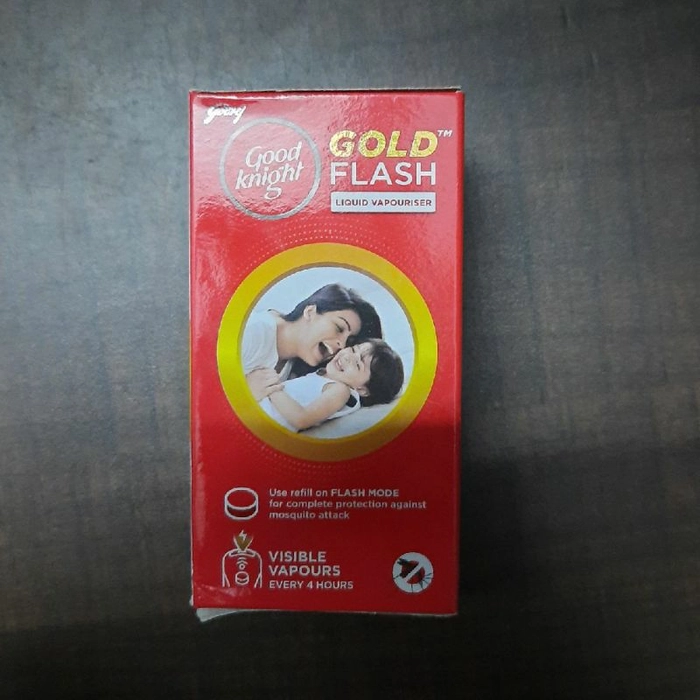 Godrej
Good
knight
GOLD™
FLASH
LIQUID VAPOURISER
Use refill on FLASH MODE
for complete protection against
mosquito attack
VISIBLE
VAPOURS
EVERY 4 HOURS